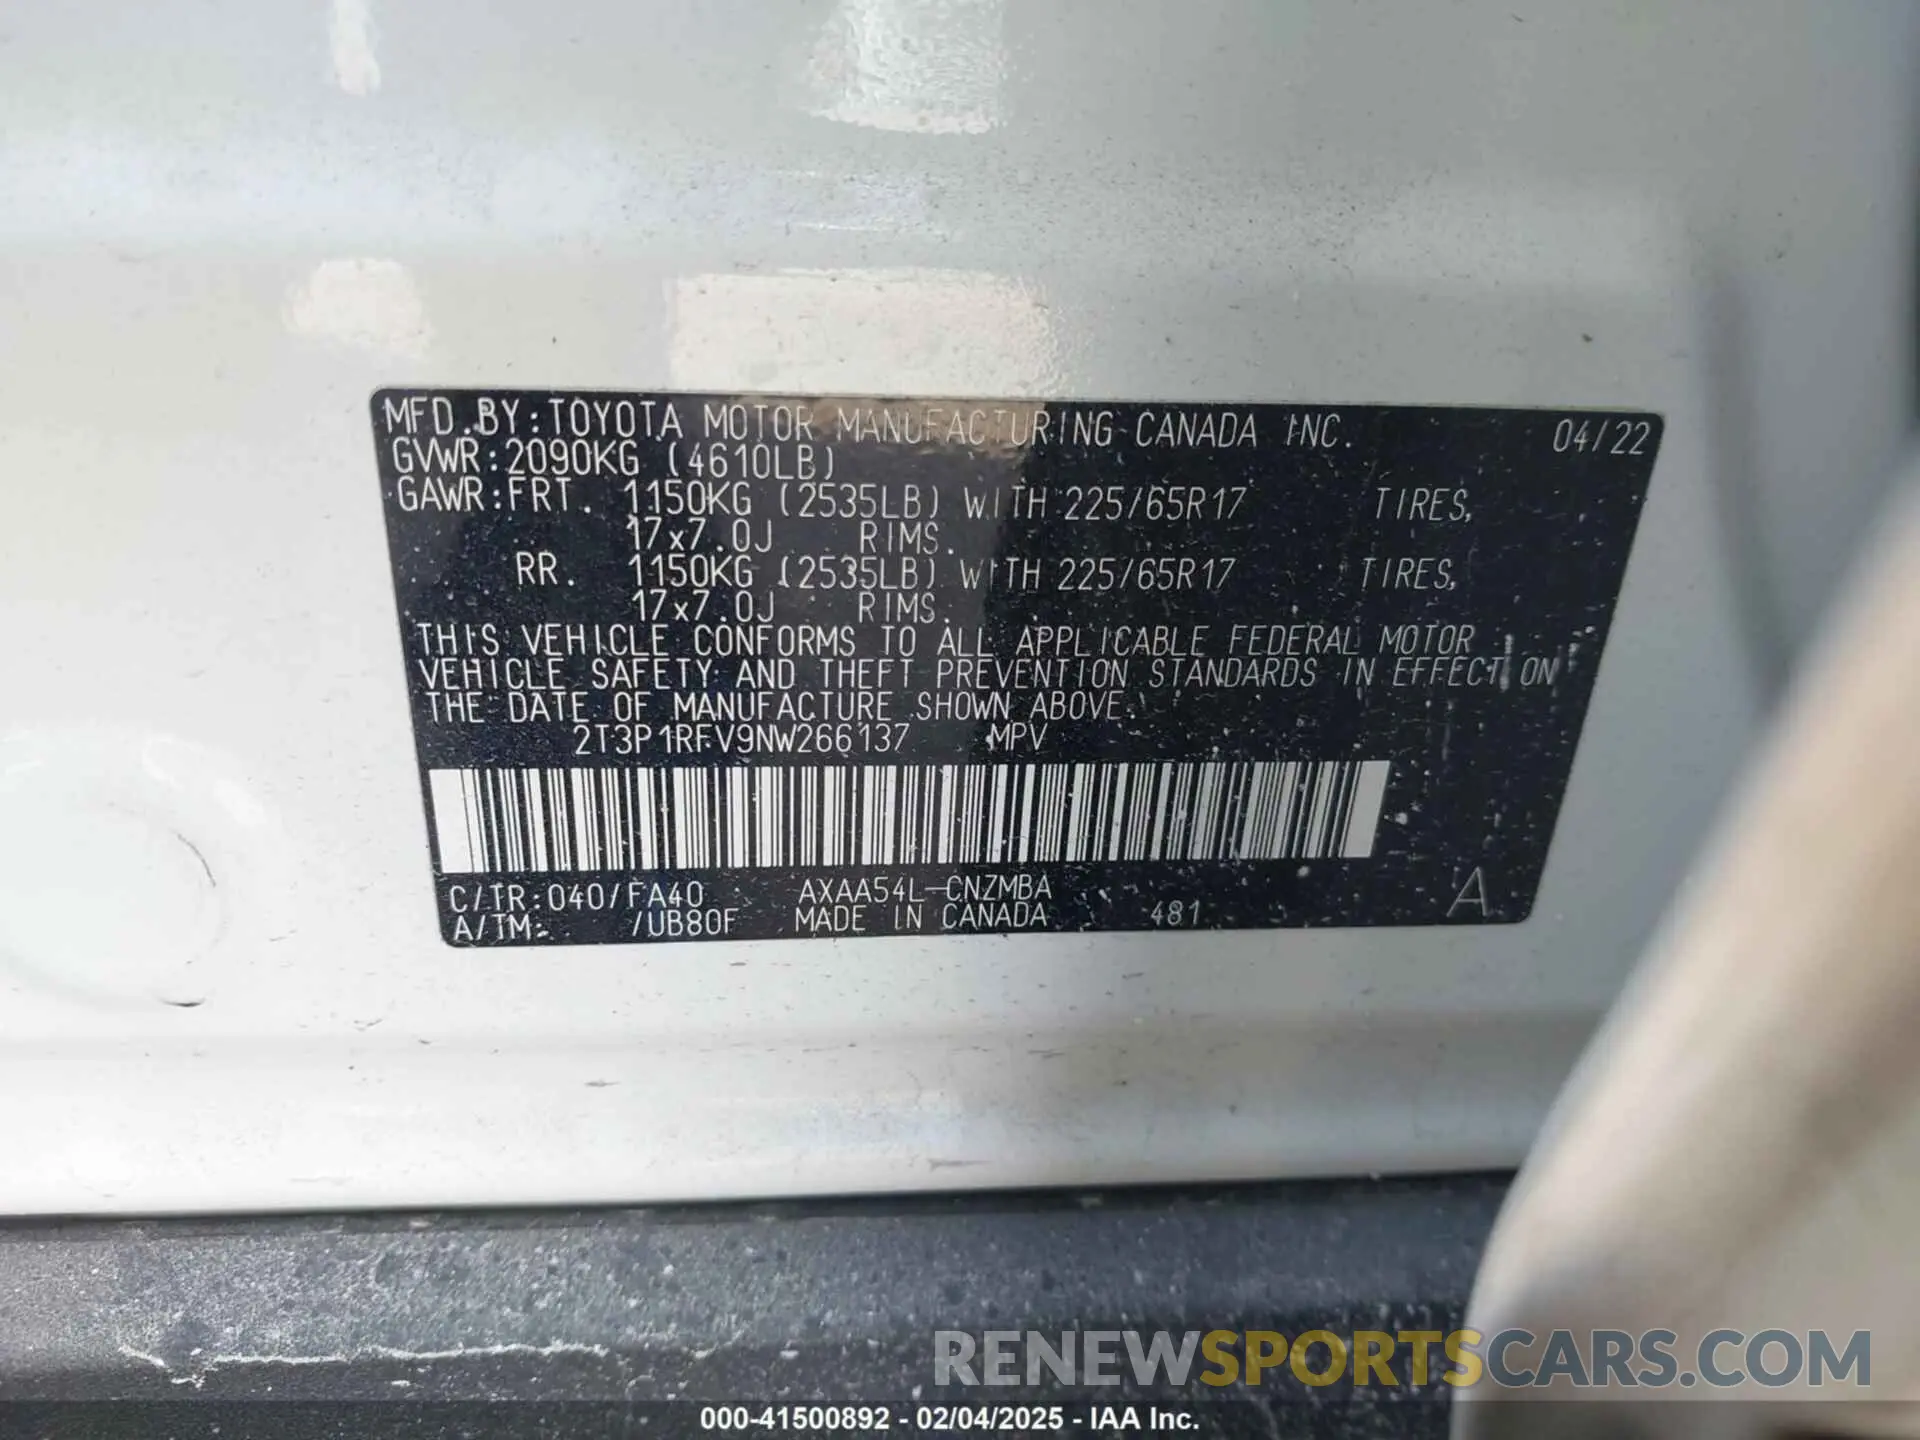 MFD.BY:TOYOTA MOTOR MANUFACTURING CANADA INC. 04/22
GVWR:2090KG (4610LB)
GAWR:FRT. 1150KG (2535LB) WITH 225/65R17 TIRES,
17x7.0J RIMS.
RR. 1150KG (2535LB) WITH 225/65R17 TIRES,
17x7.0J RIMS.
THIS VEHICLE CONFORMS TO ALL APPLICABLE FEDERAL MOTOR
VEHICLE SAFETY AND THEFT PREVENTION STANDARDS IN EFFECT ON
THE DATE OF MANUFACTURE SHOWN ABOVE.
2T3P1RFV9NW266137 MPV
C/TR:040/FA40 AXAA54L-CNZMBA A
A/TM: /UB80F MADE IN CANADA 481
RENEWSPORTSCARS.COM
000-41500892 - 02/04/2025 - IAA Inc.